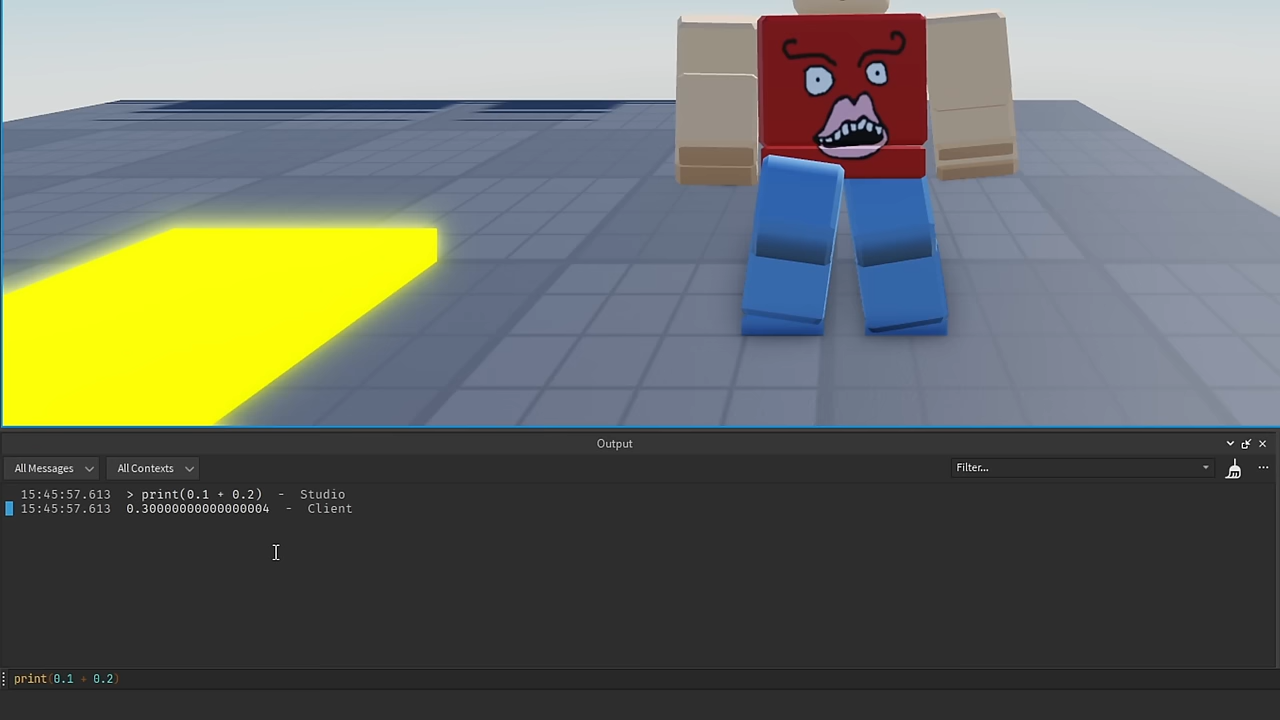 Output
All Messages All Contexts Filter...
15:45:57.613 > print(0.1 + 0.2) - Studio
15:45:57.613 0.30000000000000004 - Client
print(0.1 + 0.2)